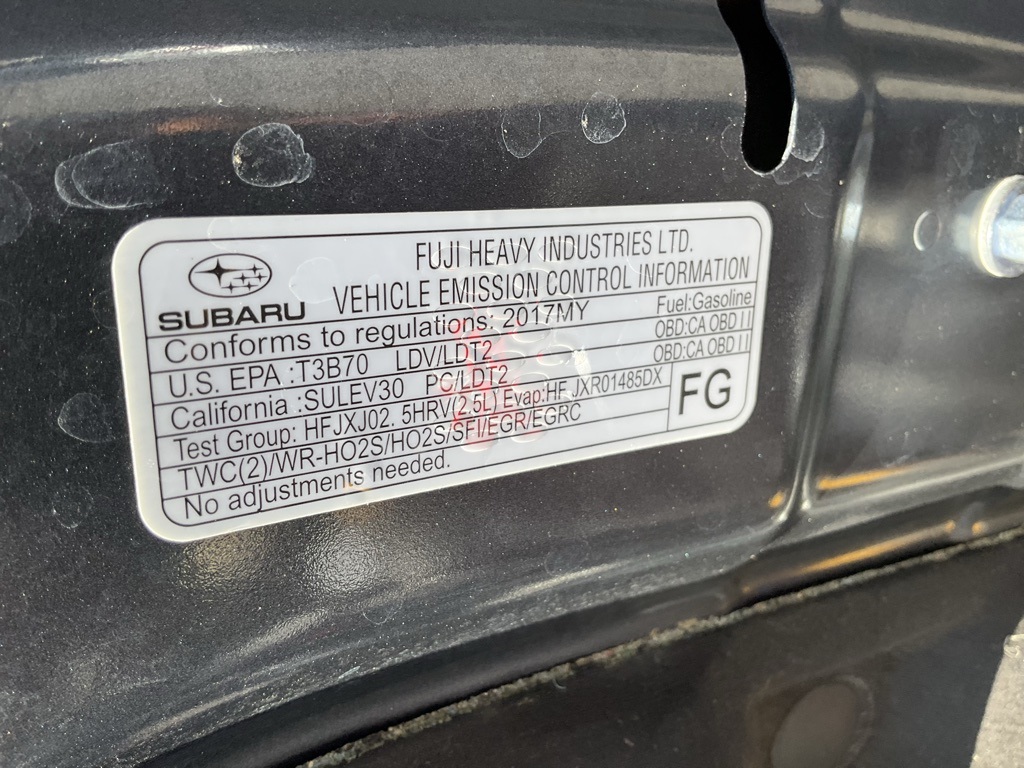 FUJI HEAVY INDUSTRIES LTD.
SUBARU VEHICLE EMISSION CONTROL INFORMATION
Conforms to regulations: 2017MY Fuel:Gasoline
U.S. EPA :T3B70 LDV/LDT2 OBD:CA OBD II
California :SULEV30 PC/LDT2 OBD:CA OBD II
Test Group: HFJXJ02. 5HRV(2.5L) Evap:HFJXR01485DX
TWC(2)/WR-HO2S/HO2S/SFI/EGR/EGRC
No adjustments needed.
FG